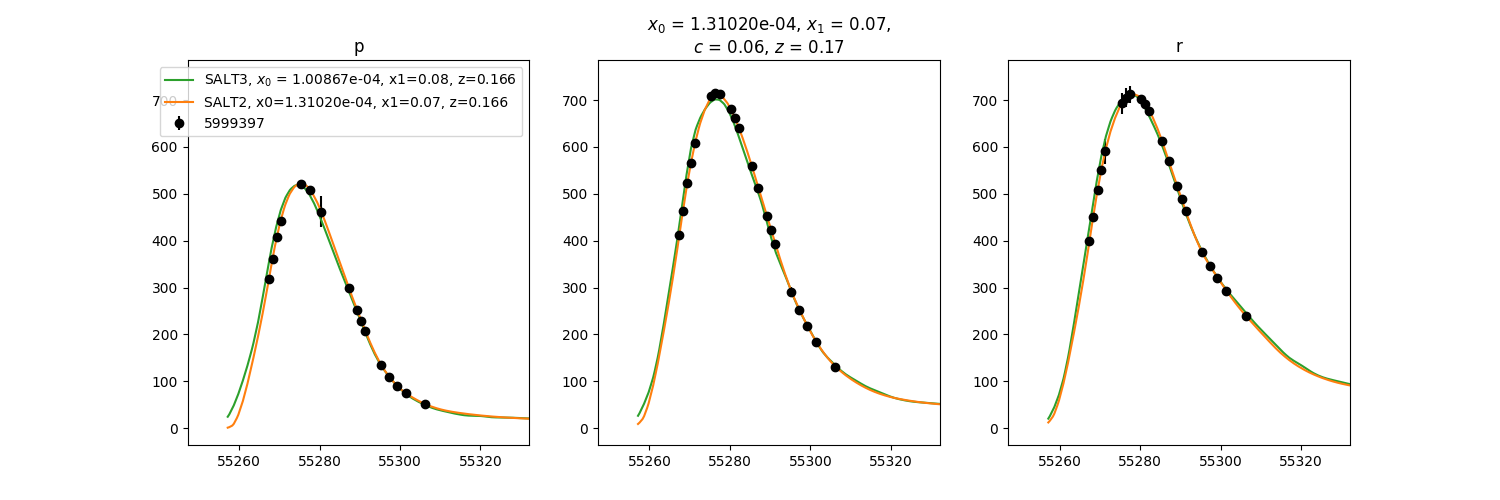 x₀ = 1.31020e-04, x₁ = 0.07,
p
c = 0.06, z = 0.17
r
SALT3, x₀ = 1.00867e-04, x1=0.08, z=0.166
SALT2, x0=1.31020e-04, x1=0.07, z=0.166
5999397
700
600
500
400
300
200
100
0
55260 55280 55300 55320
700
600
500
400
300
200
100
0
55260 55280 55300 55320
700
600
500
400
300
200
100
0
55260 55280 55300 55320